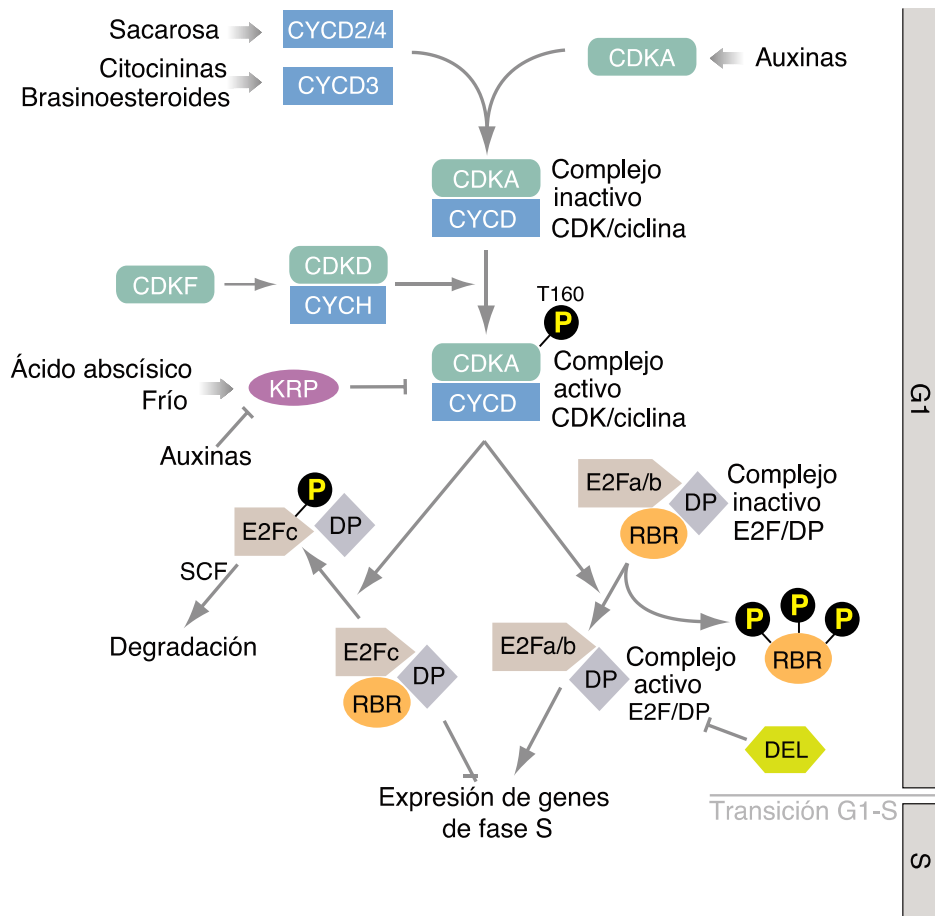 Sacarosa
CYCD2/4
Citocininas
Brasinoesteroides
CYCD3
CDKA
Auxinas
CDKA
CYCD
Complejo
inactivo
CDK/ciclina
CDKF
CDKD
CYCH
T160
P
CDKA
CYCD
Complejo
activo
CDK/ciclina
Ácido abscísico
Frío
KRP
Auxinas
G1
P
E2Fc
DP
E2Fa/b
DP
RBR
Complejo
inactivo
E2F/DP
SCF
Degradación
E2Fc
DP
RBR
E2Fa/b
DP
Complejo
activo
E2F/DP
P
P
P
RBR
DEL
Expresión de genes
de fase S
Transición G1-S
S